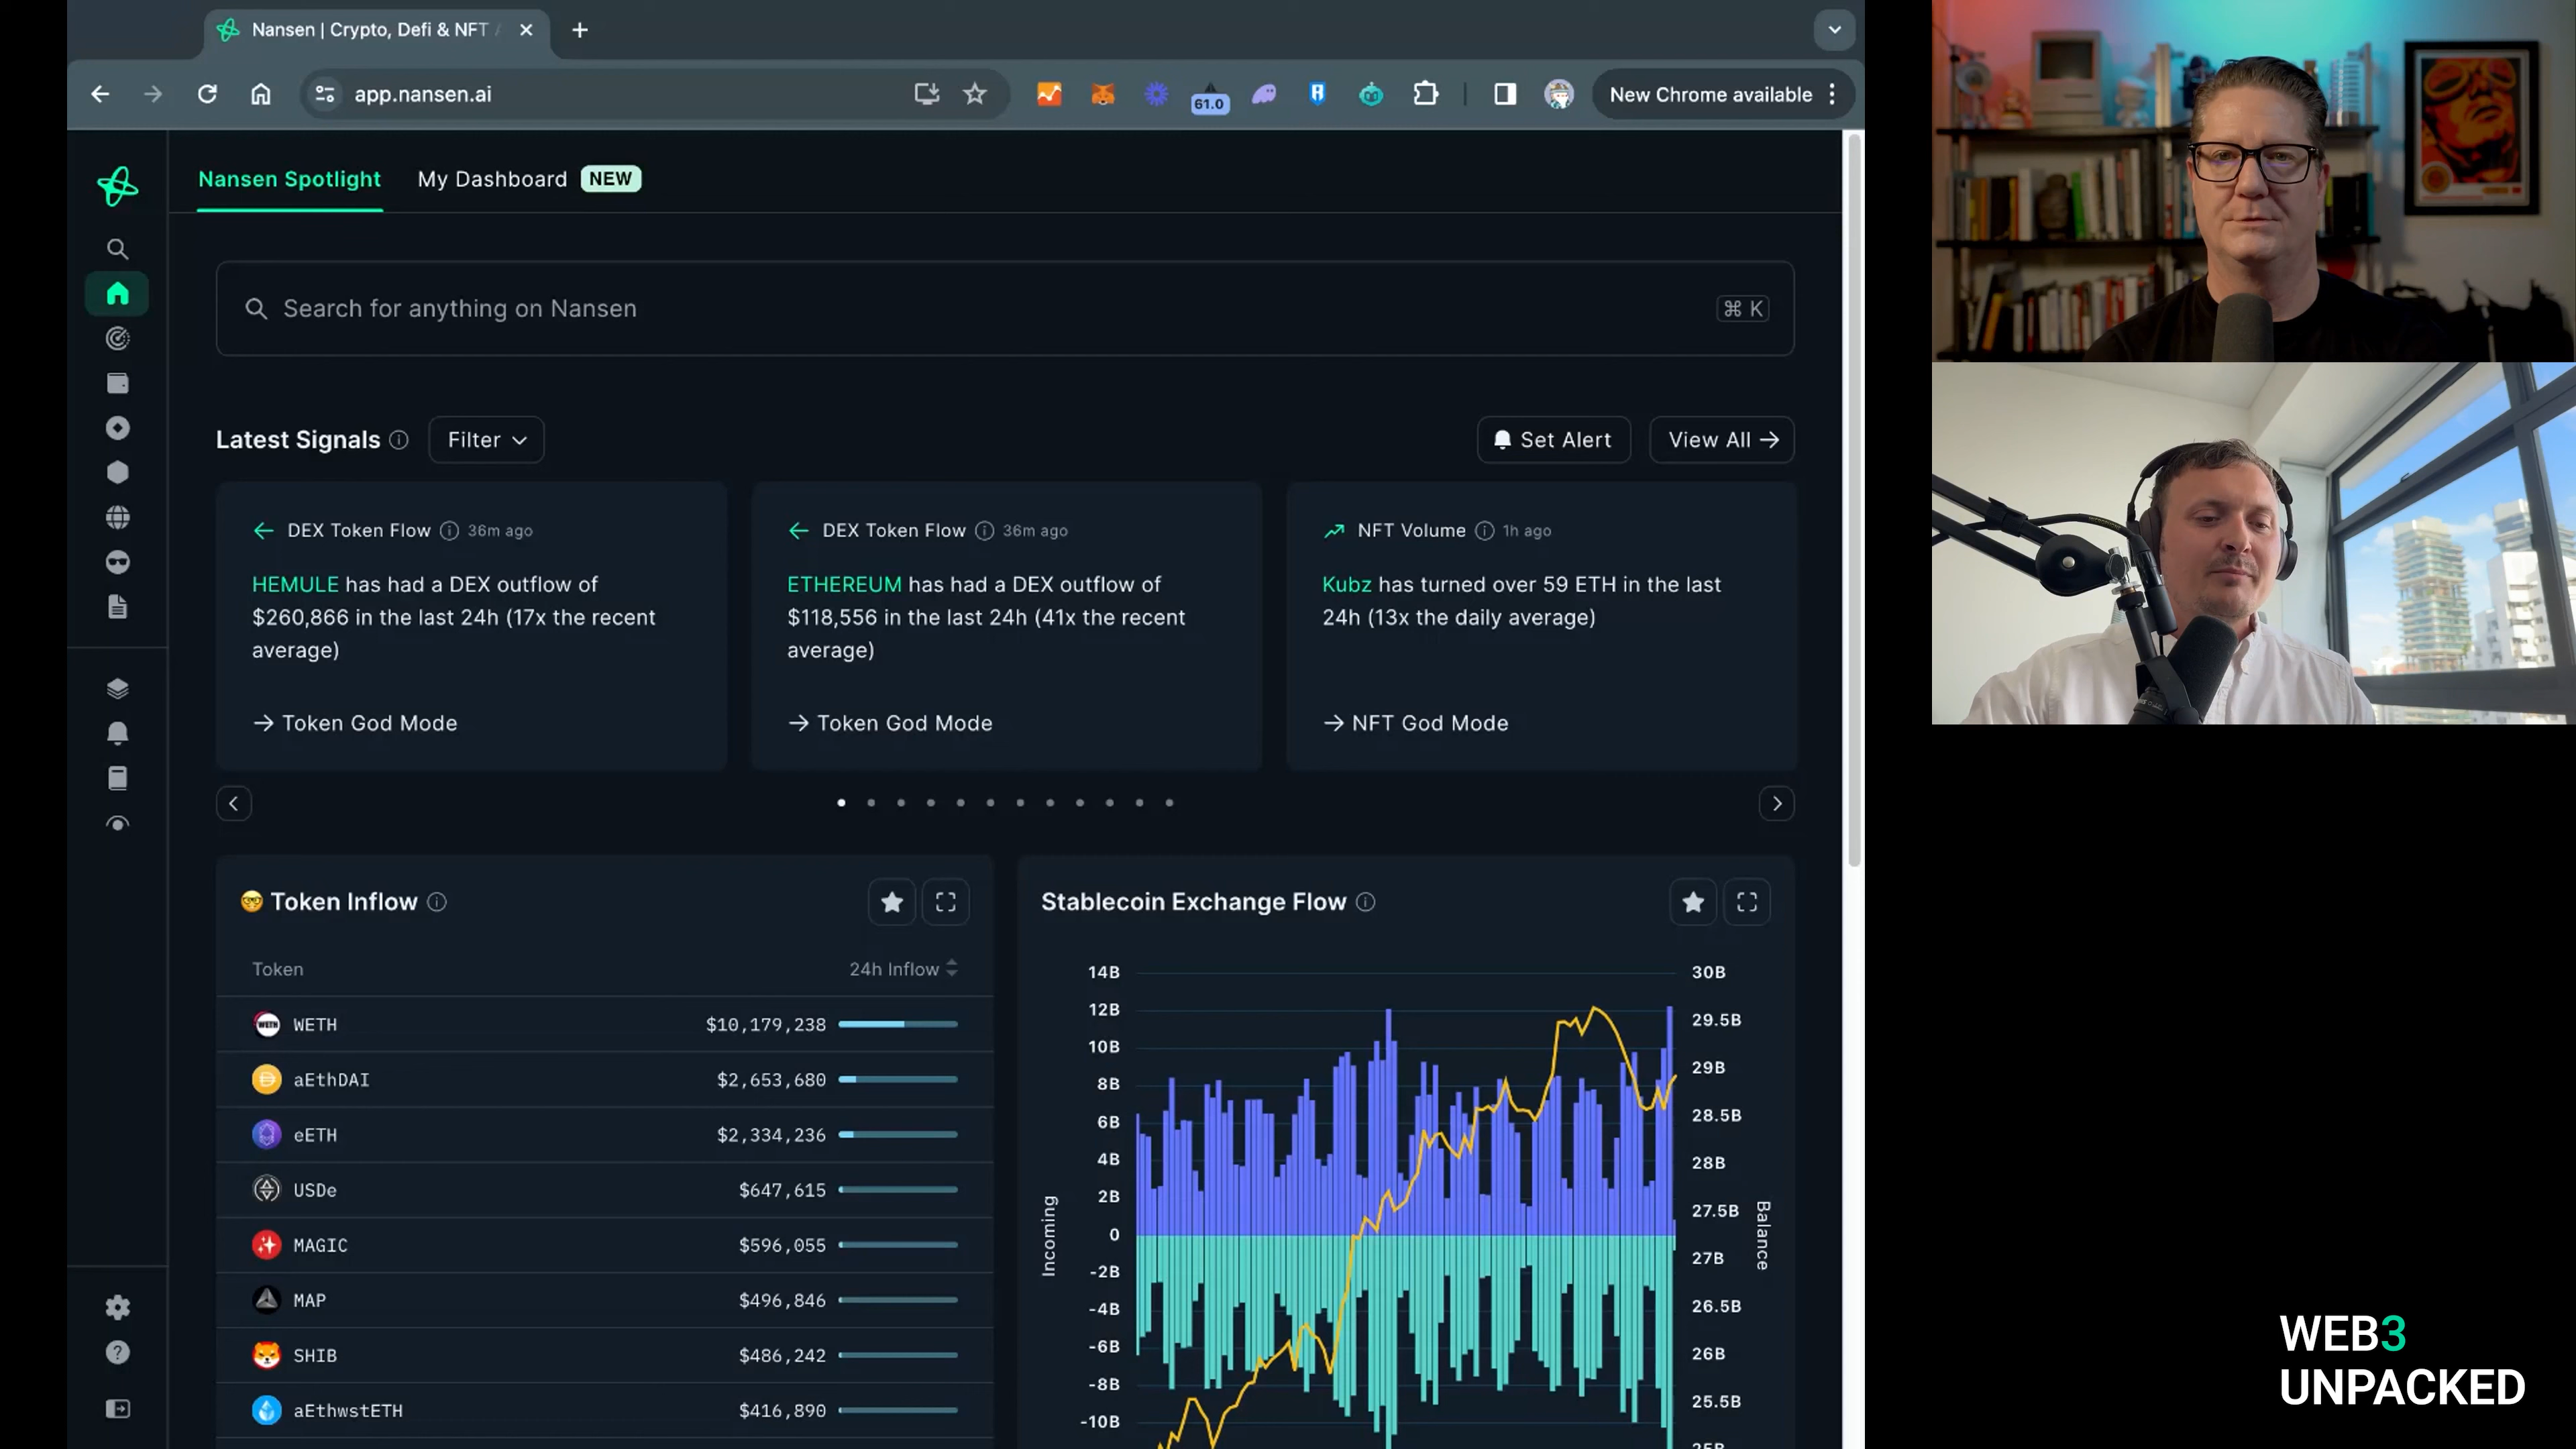 Nansen | Crypto, Defi & NFT
app.nansen.ai
61.0
New Chrome available
Nansen Spotlight
My Dashboard
NEW
Search for anything on Nansen
⌘ K
Latest Signals
Filter
Set Alert
View All
DEX Token Flow
36m ago
HEMULE has had a DEX outflow of
$260,866 in the last 24h (17x the recent
average)
→ Token God Mode
DEX Token Flow
36m ago
ETHEREUM has had a DEX outflow of
$118,556 in the last 24h (41x the recent
average)
→ Token God Mode
NFT Volume
1h ago
Kubz has turned over 59 ETH in the last
24h (13x the daily average)
→ NFT God Mode
Token Inflow
Token
24h Inflow
WETH
WETH
$10,179,238
aEthDAI
$2,653,680
eETH
$2,334,236
USDe
$647,615
MAGIC
$596,055
MAP
$496,846
SHIB
$486,242
aEthwstETH
$416,890
Stablecoin Exchange Flow
14B
12B
10B
8B
6B
4B
2B
0
-2B
-4B
-6B
-8B
-10B
Incoming
30B
29.5B
29B
28.5B
28B
27.5B
27B
26.5B
26B
25.5B
25B
Balance
WEB3
UNPACKED